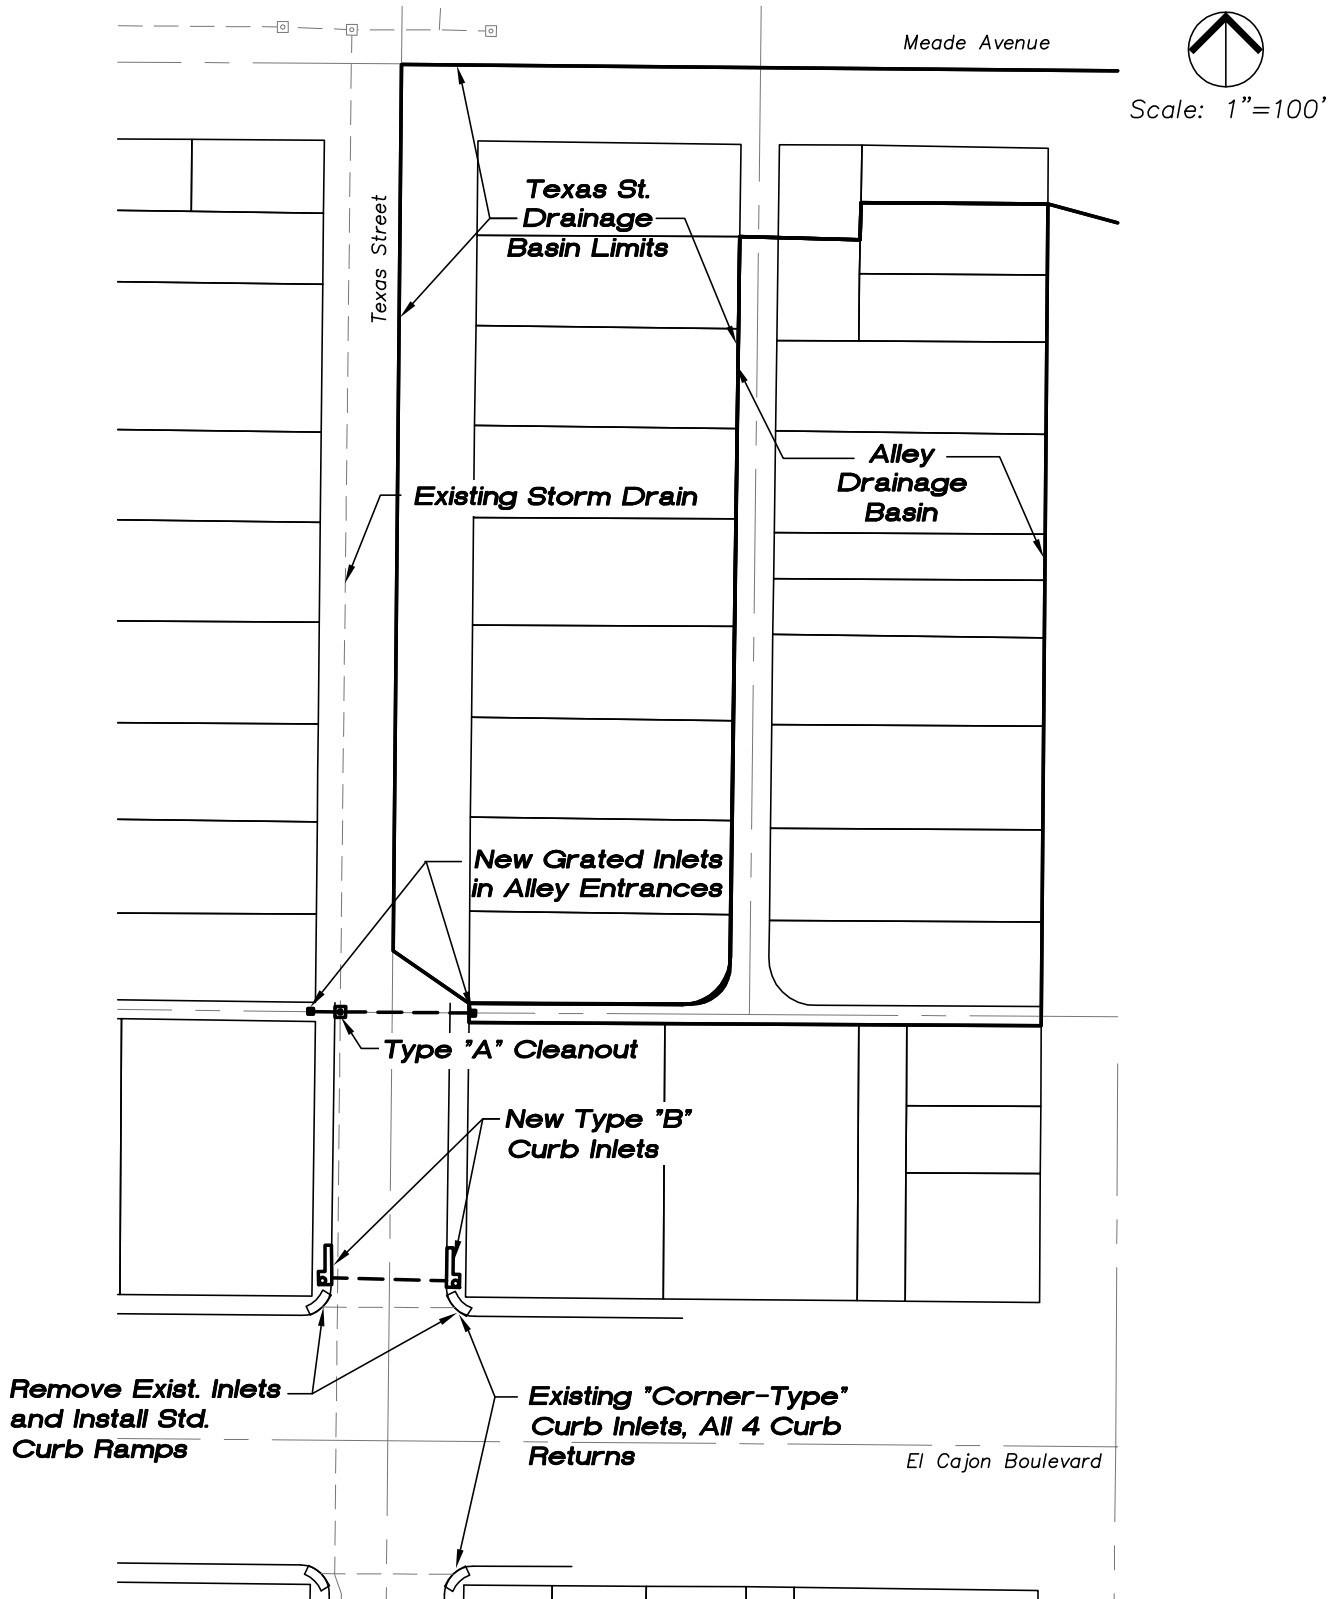 Meade Avenue
Scale: 1"=100'
Texas St.
Drainage
Basin Limits
Texas Street
Alley
Drainage
Basin
Existing Storm Drain
New Grated Inlets
in Alley Entrances
Type "A" Cleanout
New Type "B"
Curb Inlets
Remove Exist. Inlets
and Install Std.
Curb Ramps
Existing "Corner-Type"
Curb Inlets, All 4 Curb
Returns
El Cajon Boulevard